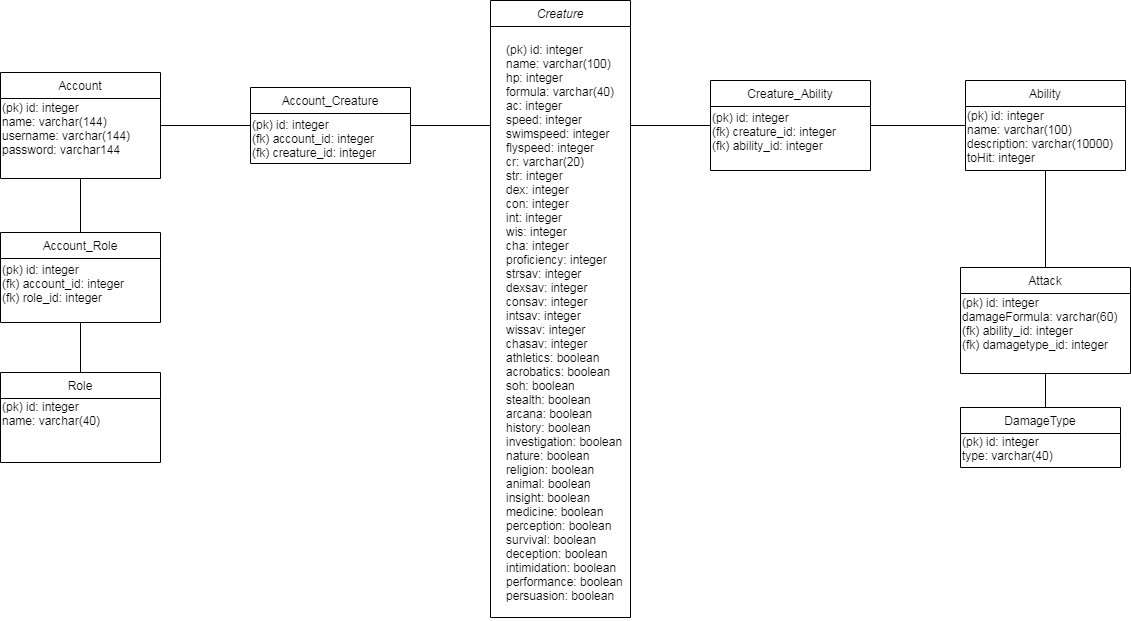 Account
(pk) id: integer
name: varchar(144)
username: varchar(144)
password: varchar144
Account_Role
(pk) id: integer
(fk) account_id: integer
(fk) role_id: integer
Role
(pk) id: integer
name: varchar(40)
Account_Creature
(pk) id: integer
(fk) account_id: integer
(fk) creature_id: integer
Creature
(pk) id: integer
name: varchar(100)
hp: integer
formula: varchar(40)
ac: integer
speed: integer
swimspeed: integer
flyspeed: integer
cr: varchar(20)
str: integer
dex: integer
con: integer
int: integer
wis: integer
cha: integer
proficiency: integer
strsav: integer
dexsav: integer
consav: integer
intsav: integer
wissav: integer
chasav: integer
athletics: boolean
acrobatics: boolean
soh: boolean
stealth: boolean
arcana: boolean
history: boolean
investigation: boolean
nature: boolean
religion: boolean
animal: boolean
insight: boolean
medicine: boolean
perception: boolean
survival: boolean
deception: boolean
intimidation: boolean
performance: boolean
persuasion: boolean
Creature_Ability
(pk) id: integer
(fk) creature_id: integer
(fk) ability_id: integer
Ability
(pk) id: integer
name: varchar(100)
description: varchar(10000)
toHit: integer
Attack
(pk) id: integer
damageFormula: varchar(60)
(fk) ability_id: integer
(fk) damagetype_id: integer
DamageType
(pk) id: integer
type: varchar(40)